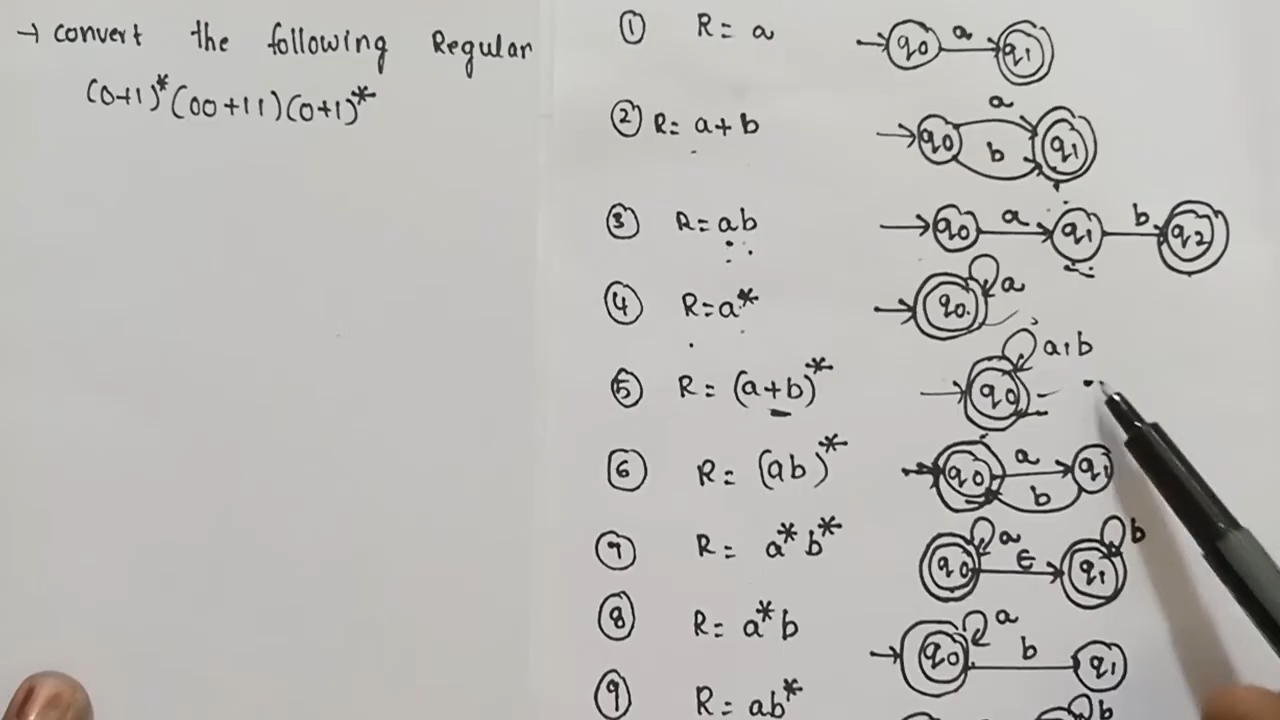 → convert the following Regular
(0+1)*(00+11)(0+1)*
① R= a
q0 a q1
② R= a+b
q0 a b q1
③ R= ab
q0 a q1 b q2
④ R=a*
q0 a
⑤ R= (a+b)*
q0 a,b
⑥ R= (ab)*
q0 a b q1
⑦ R= a*b*
q0 a ε q1 b
⑧ R= a*b
q0 a b q1
⑨ R= ab*
b